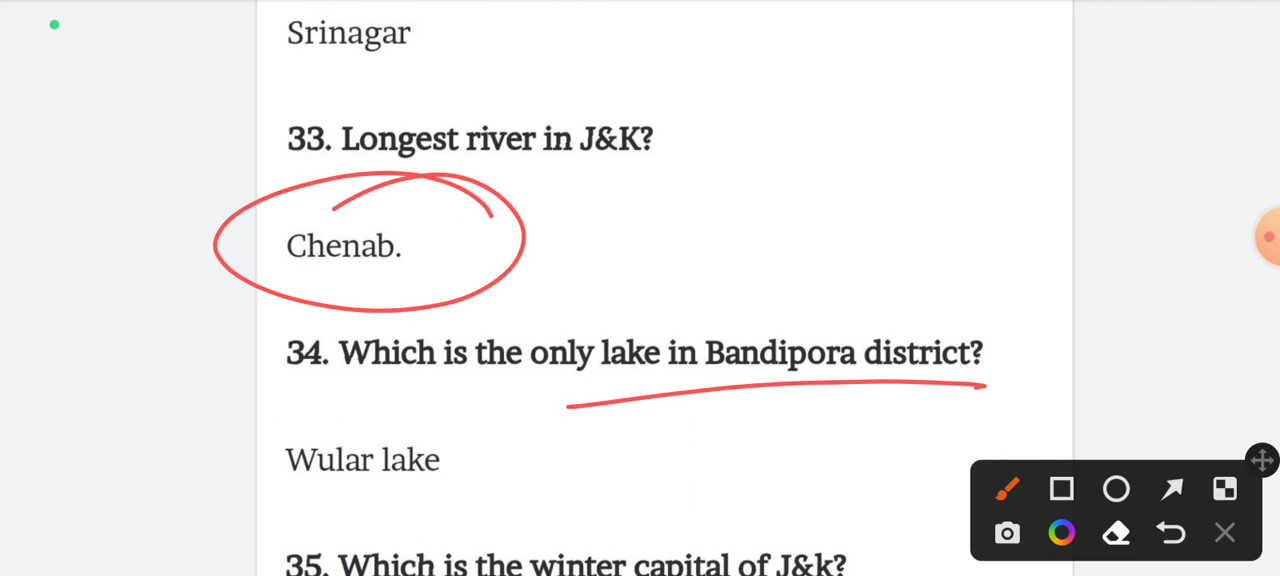 Srinagar
33. Longest river in J&K?
Chenab.
34. Which is the only lake in Bandipora district?
Wular lake
35. Which is the winter capital of J&k?